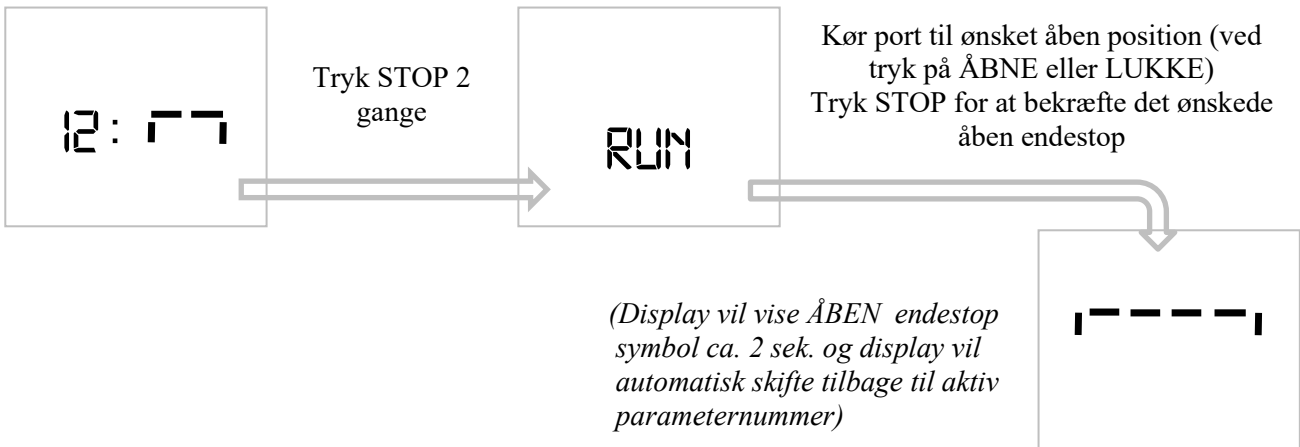 12:
Tryk STOP 2
gange
RUN
Kør port til ønsket åben position (ved
tryk på ÅBNE eller LUKKE)
Tryk STOP for at bekræfte det ønskede
åben endestop
(Display vil vise ÅBEN endestop
symbol ca. 2 sek. og display vil
automatisk skifte tilbage til aktiv
parameternummer)